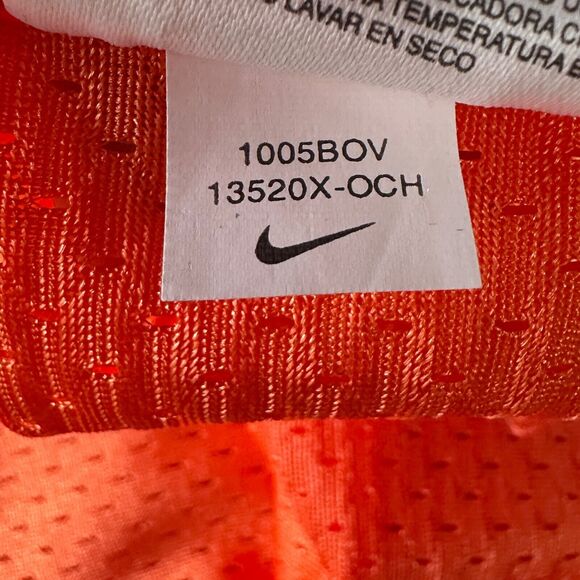 TEMPERATURA
LAVAR EN SECO
1005BOV
13520X-OCH